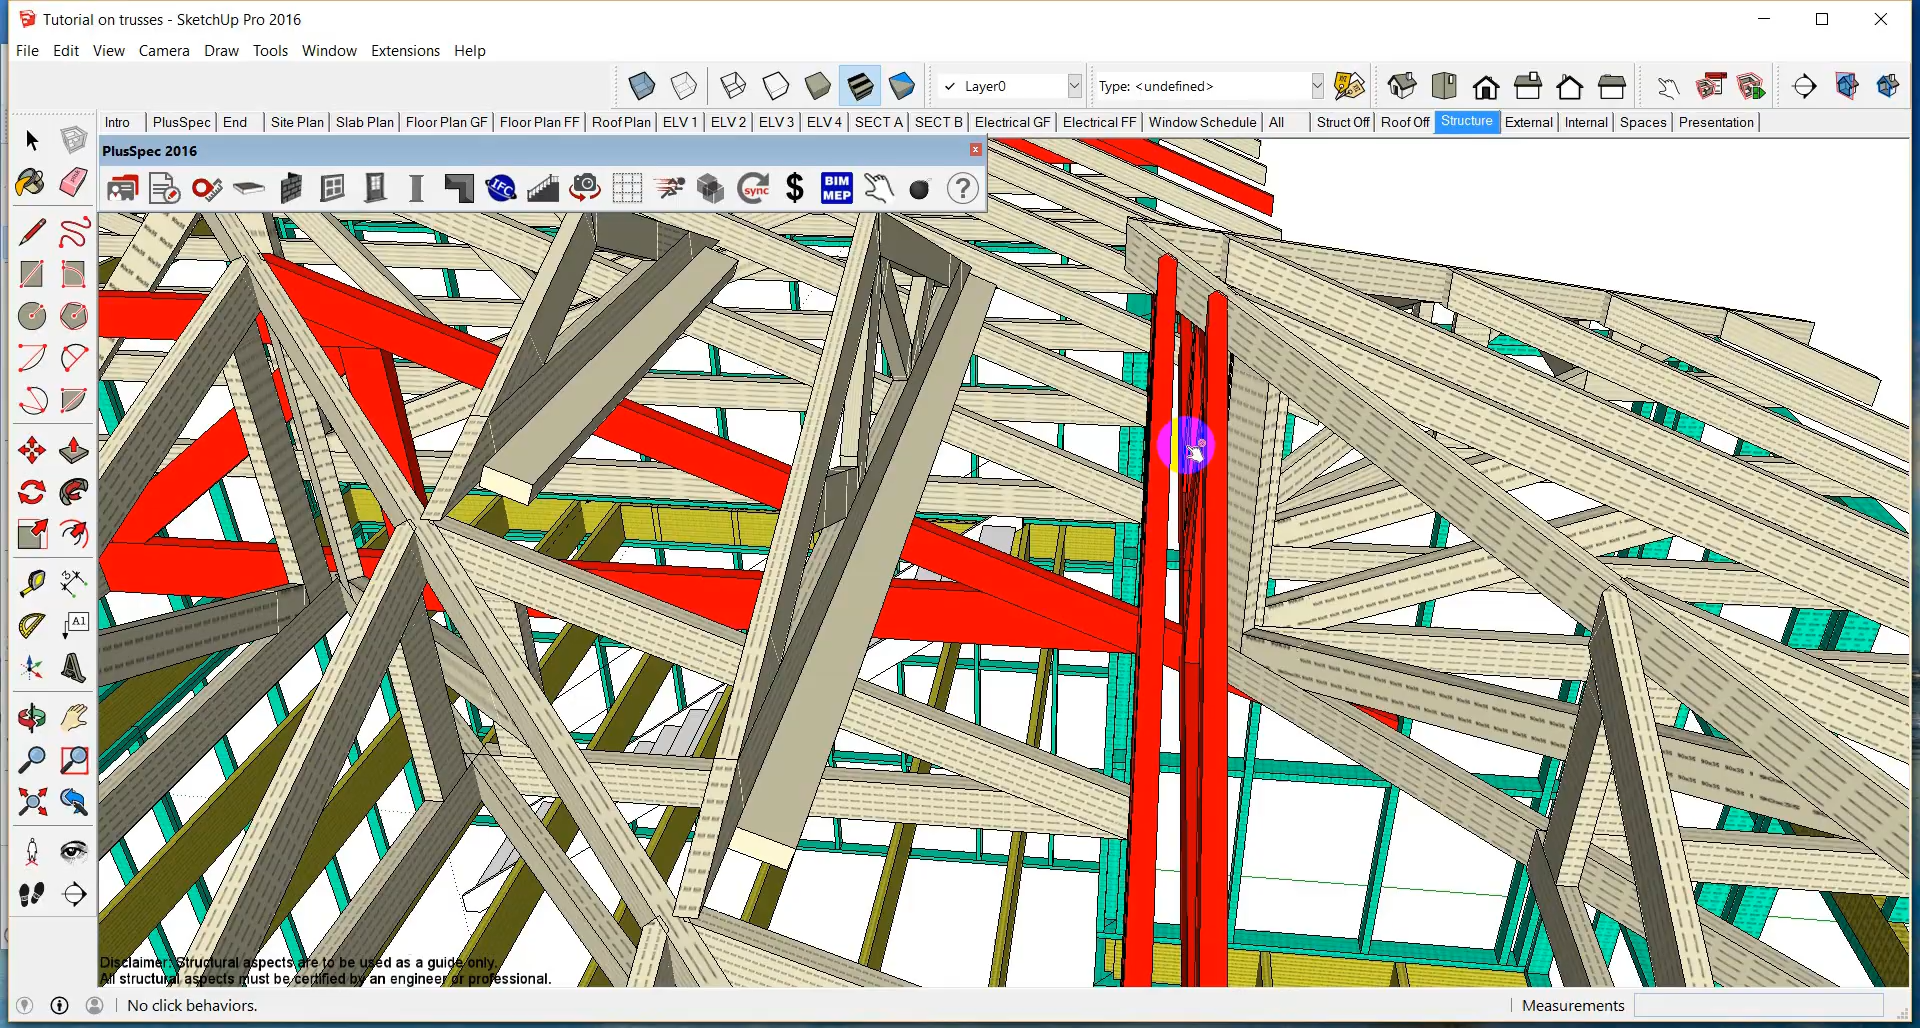 Tutorial on trusses - SketchUp Pro 2016
File Edit View Camera Draw Tools Window Extensions Help
✓ Layer0 Type: <undefined>
Intro PlusSpec End Site Plan Slab Plan Floor Plan GF Floor Plan FF Roof Plan ELV 1 ELV 2 ELV 3 ELV 4 SECT A SECT B Electrical GF Electrical FF Window Schedule All Struct Off Roof Off Structure External Internal Spaces Presentation
PlusSpec 2016
IFC sync $ BIM MEP ?
A1
Disclaimer: Structural aspects are to be used as a guide only.
All structural aspects must be certified by an engineer or professional.
No click behaviors.
Measurements